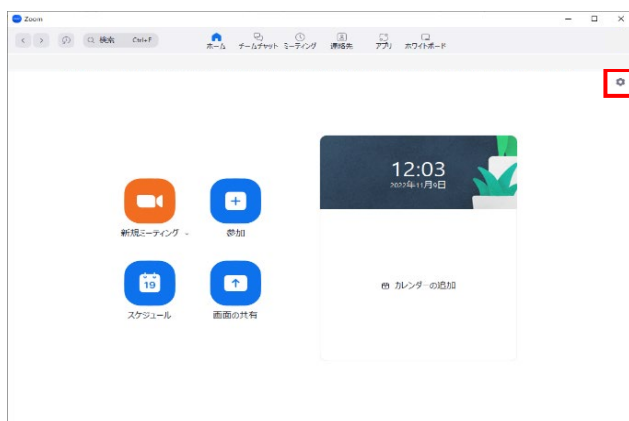 Zoom
検索 Ctrl+F
ホーム チームチャット ミーティング 連絡先 アプリ ホワイトボード
12:03
2022年11月9日
新規ミーティング 参加
カレンダーの追加
19
スケジュール 画面の共有